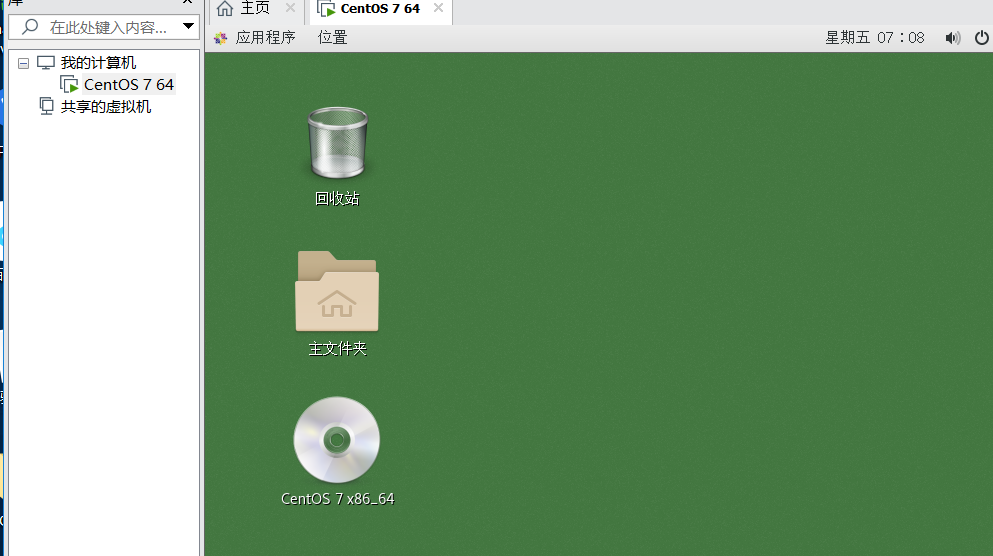 库
主页
CentOS 7 64
在此处键入内容...
应用程序 位置
星期五 07：08
我的计算机
CentOS 7 64
共享的虚拟机
回收站
主文件夹
CentOS 7 x86_64